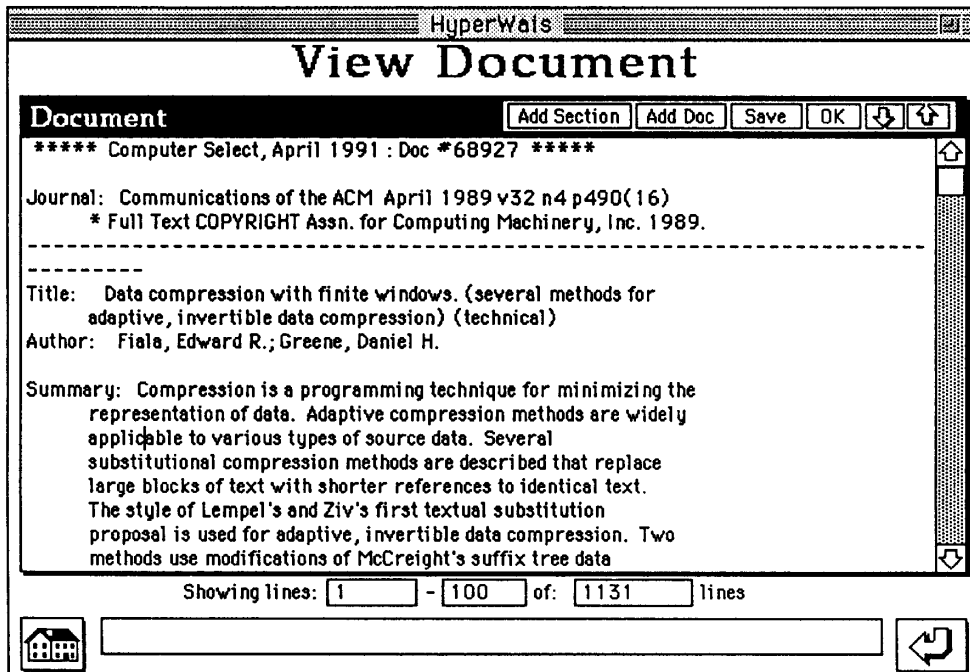 HyperWais
View Document
Document Add Section Add Doc Save OK
***** Computer Select, April 1991 : Doc #68927 *****
Journal: Communications of the ACM April 1989 v32 n4 p490(16)
* Full Text COPYRIGHT Assn. for Computing Machinery, Inc. 1989.
--------------------------------------------------------------------
---------
Title: Data compression with finite windows. (several methods for
adaptive, invertible data compression) (technical)
Author: Fiala, Edward R.; Greene, Daniel H.
Summary: Compression is a programming technique for minimizing the
representation of data. Adaptive compression methods are widely
applicable to various types of source data. Several
substitutional compression methods are described that replace
large blocks of text with shorter references to identical text.
The style of Lempel's and Ziv's first textual substitution
proposal is used for adaptive, invertible data compression. Two
methods use modifications of McCreight's suffix tree data
Showing lines: 1 - 100 of: 1131 lines